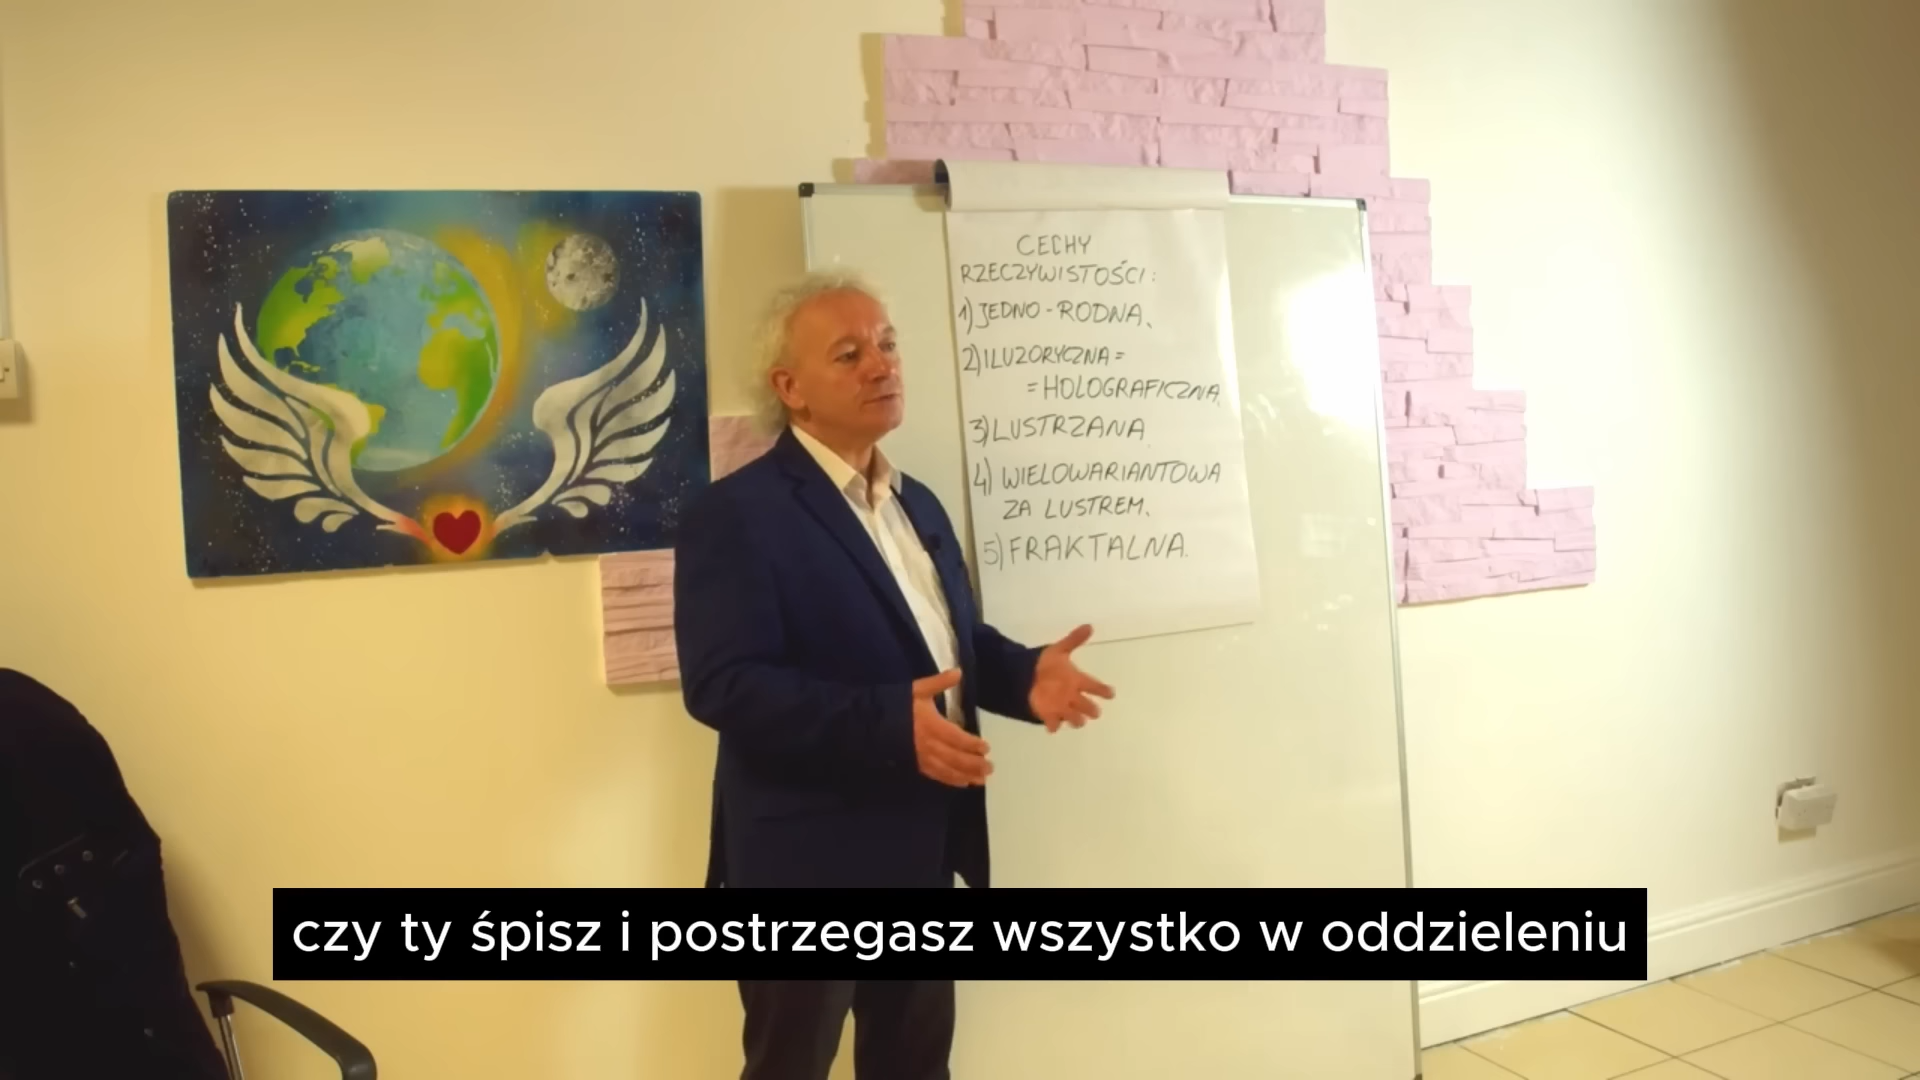 CECHY
RZECZYWISTOŚCI:
1) JEDNO-RODNA,
2) ILUZORYCZNA =
= HOLOGRAFICZNA,
3) LUSTRZANA
4) WIELOWARIANTOWA
ZA LUSTREM,
5) FRAKTALNA.
czy ty śpisz i postrzegasz wszystko w oddzieleniu